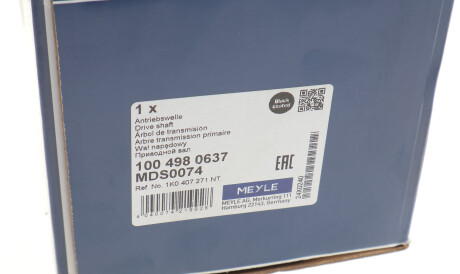 1 x
Antriebswelle
Drive shaft
Árbol de transmision
Arbre transmission primaire
Wał napędowy
Приводной вал
100 498 0637
MDS0074
Ref. No. 1K0 407 271 NT
MEYLE
MEYLE AG, Merkurring 111
Hamburg 22143, Germany
EAC